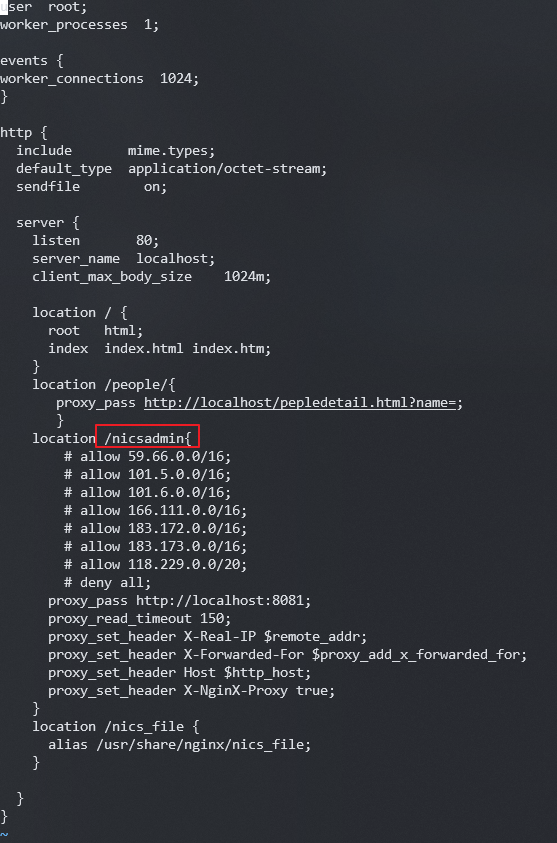 user  root;
worker_processes  1;
events {
worker_connections  1024;
}
http {
include       mime.types;
default_type  application/octet-stream;
sendfile        on;
server {
listen       80;
server_name  localhost;
client_max_body_size    1024m;
location / {
root   html;
index  index.html index.htm;
}
location /people/{
proxy_pass http://localhost/pepledetail.html?name=;
}
location /nicsadmin{
# allow 59.66.0.0/16;
# allow 101.5.0.0/16;
# allow 101.6.0.0/16;
# allow 166.111.0.0/16;
# allow 183.172.0.0/16;
# allow 183.173.0.0/16;
# allow 118.229.0.0/20;
# deny all;
proxy_pass http://localhost:8081;
proxy_read_timeout 150;
proxy_set_header X-Real-IP $remote_addr;
proxy_set_header X-Forwarded-For $proxy_add_x_forwarded_for;
proxy_set_header Host $http_host;
proxy_set_header X-NginX-Proxy true;
}
location /nics_file {
alias /usr/share/nginx/nics_file;
}
}
}
~